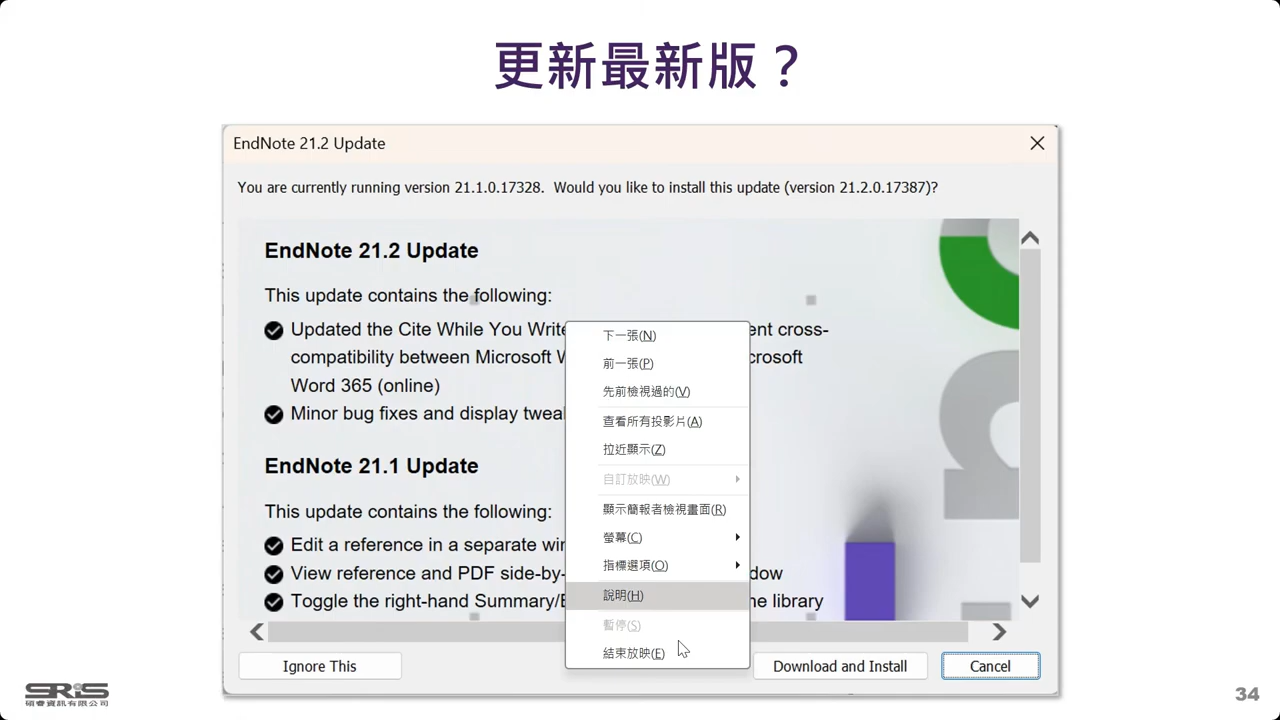 更新最新版？
EndNote 21.2 Update
You are currently running version 21.1.0.17328. Would you like to install this update (version 21.2.0.17387)?
EndNote 21.2 Update
This update contains the following:
Updated the Cite While You Write
ent cross-
compatibility between Microsoft W
crosoft
Word 365 (online)
Minor bug fixes and display tweak
EndNote 21.1 Update
This update contains the following:
Edit a reference in a separate win
View reference and PDF side-by-
dow
Toggle the right-hand Summary/E
he library
下一張(N)
前一張(P)
先前檢視過的(V)
查看所有投影片(A)
拉近顯示(Z)
自訂放映(W)
顯示簡報者檢視畫面(R)
螢幕(C)
指標選項(O)
說明(H)
暫停(S)
結束放映(E)
Ignore This
Download and Install
Cancel
SRIS
碩睿資訊有限公司
34